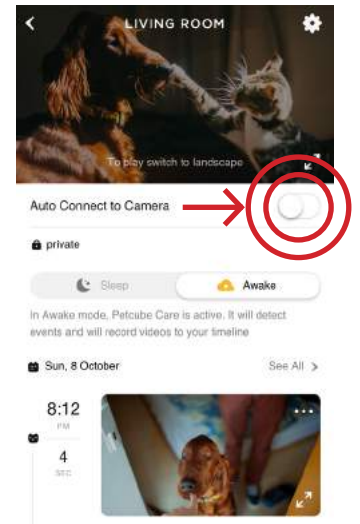 LIVING ROOM
To play switch to landscape
Auto Connect to Camera
private
Sleep
Awake
In Awake mode, Petcube Care is active. It will detect
events and will record videos to your timeline
Sun, 8 October
See All
8:12
PM
4
SEC